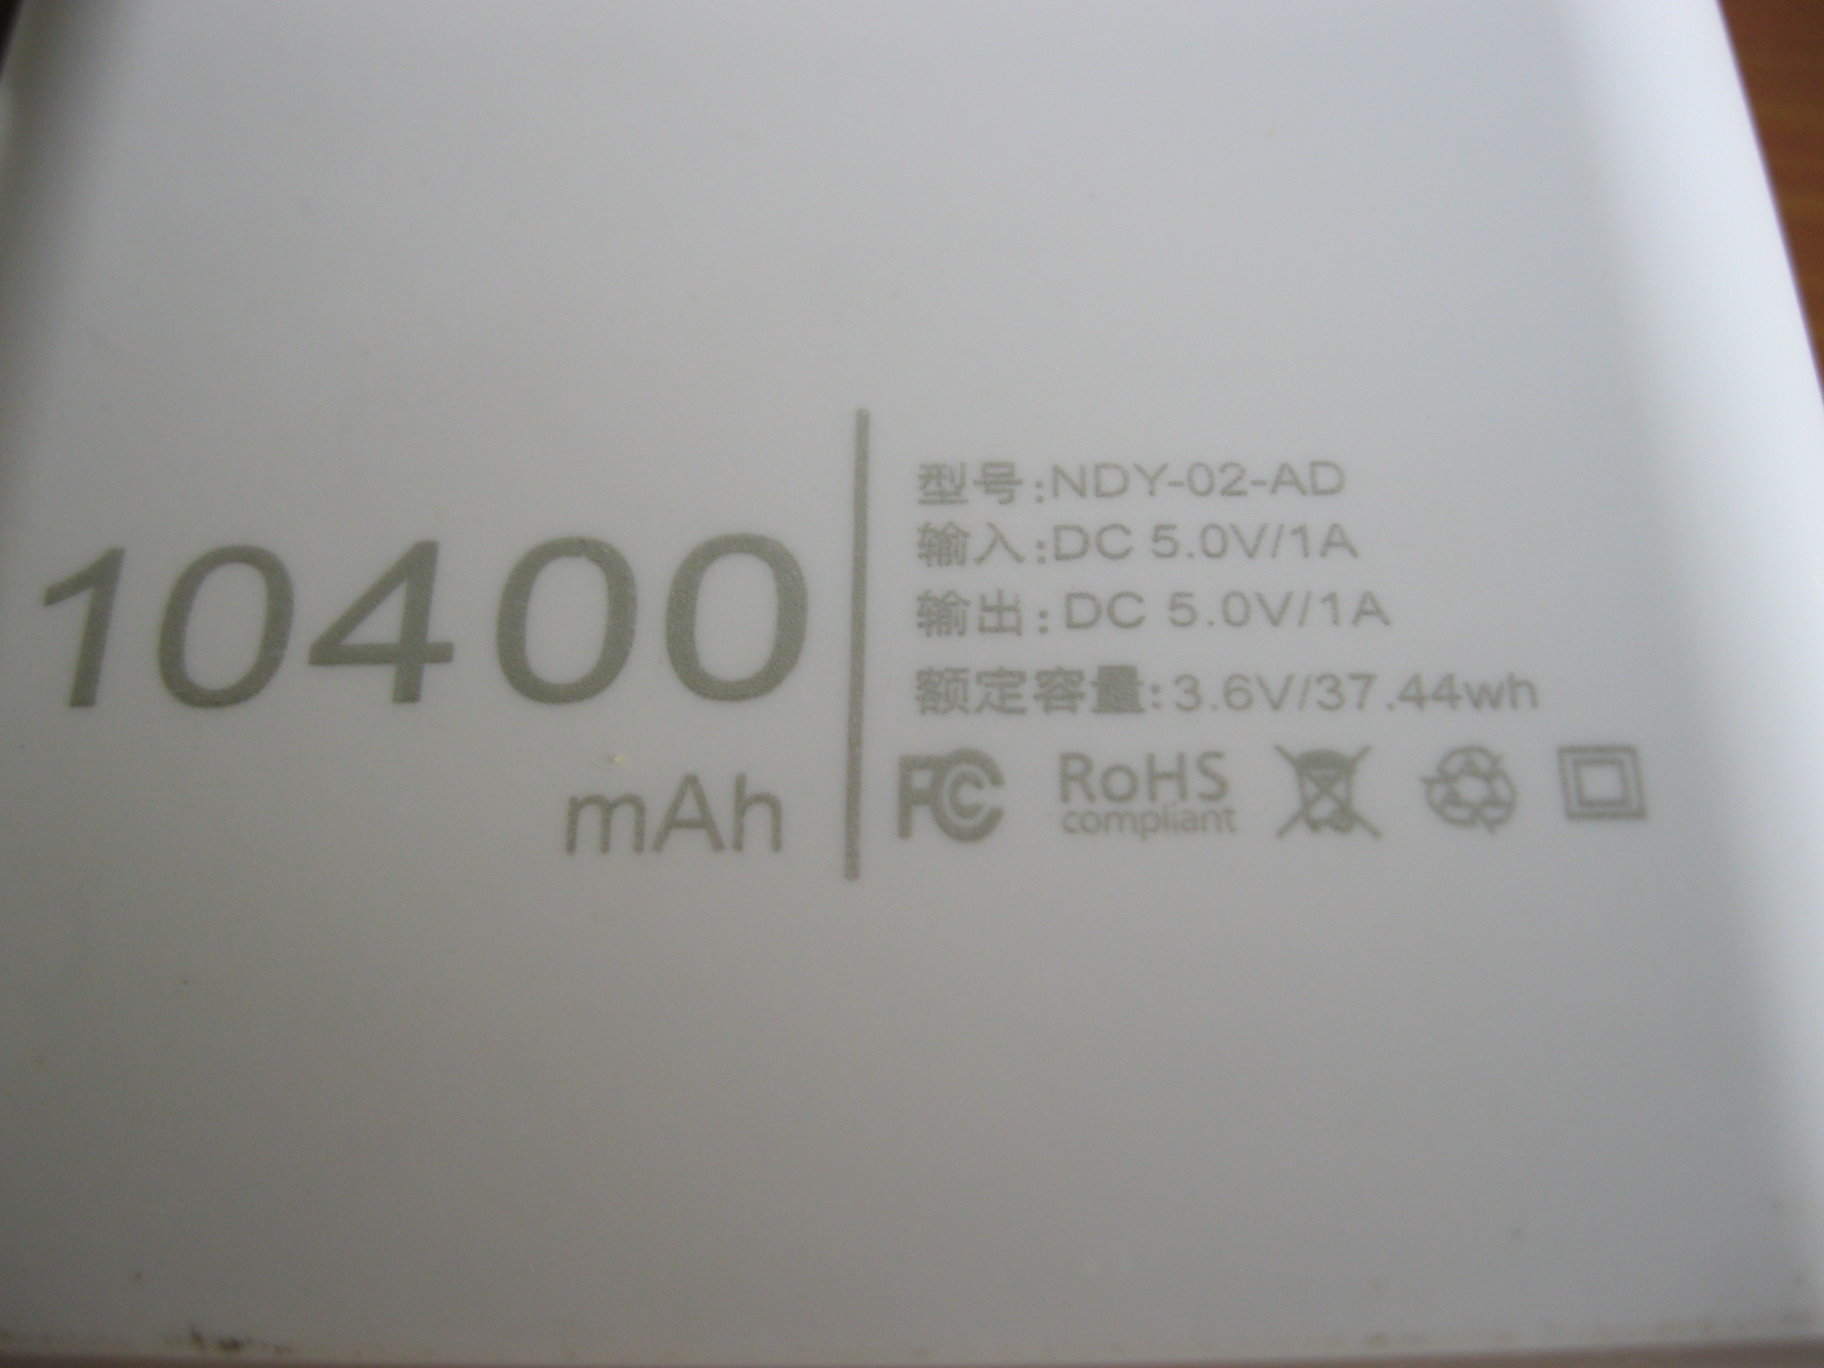 10400
mAh
型号:NDY-02-AD
输入:DC 5.0V/1A
输出:DC 5.0V/1A
额定容量:3.6V/37.44wh
FC
RoHS
compliant